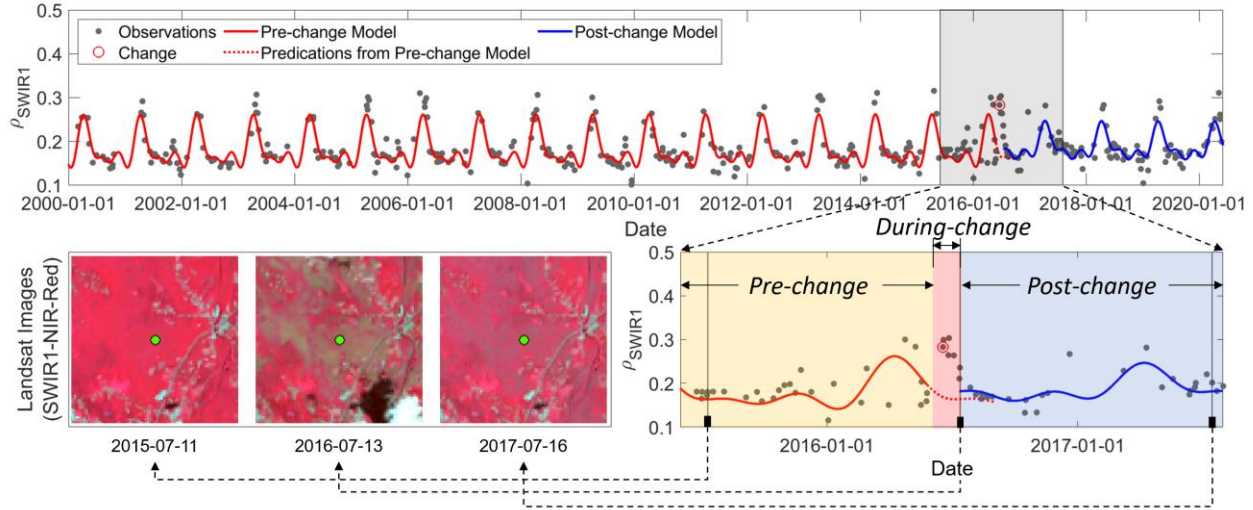 0.5
0.4
0.3
0.2
0.1
ρSWIR1
Observations Pre-change Model Post-change Model
Change Predications from Pre-change Model
2000-01-01 2002-01-01 2004-01-01 2006-01-01 2008-01-01 2010-01-01 2012-01-01 2014-01-01 2016-01-01 2018-01-01 2020-01-01
Date
During-change
Landsat Images
(SWIR1-NIR-Red)
2015-07-11 2016-07-13 2017-07-16
0.5
0.4
0.3
0.2
0.1
ρSWIR1
Pre-change Post-change
2016-01-01 2017-01-01
Date